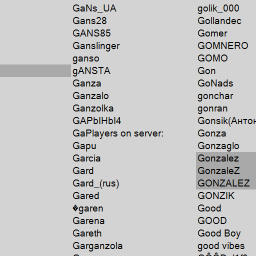 GaNs_UA
Gans28
GANS85
Ganslinger
ganso
gANSTA
Ganza
Ganzalo
Ganzolka
GAPbIHbI4
GaPlayers on server:
Gapu
Garcia
Gard
Gard_(rus)
Gared
�garen
Garena
Gareth
Garganzola
golik_000
Gollandec
Gomer
GOMNERO
GOMO
Gon
GoNads
gonchar
gonran
Gonsik(Антон
Gonza
Gonzaglo
Gonzalez
GonzaleZ
GONZALEZ
GONZIK
Good
GOOD
Good Boy
good vibes